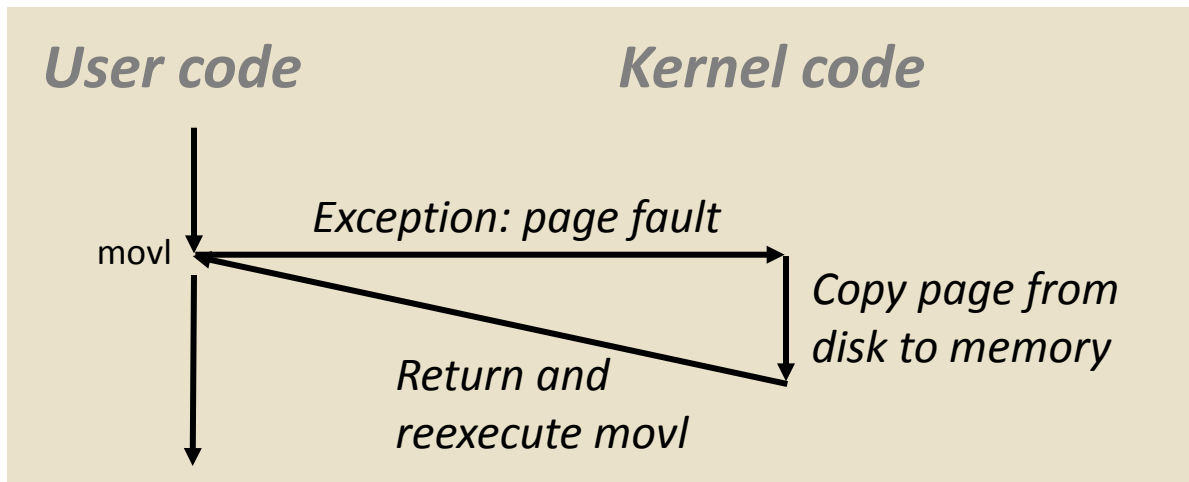 User code
Kernel code
Exception: page fault
movl
Copy page from
disk to memory
Return and
reexecute movl